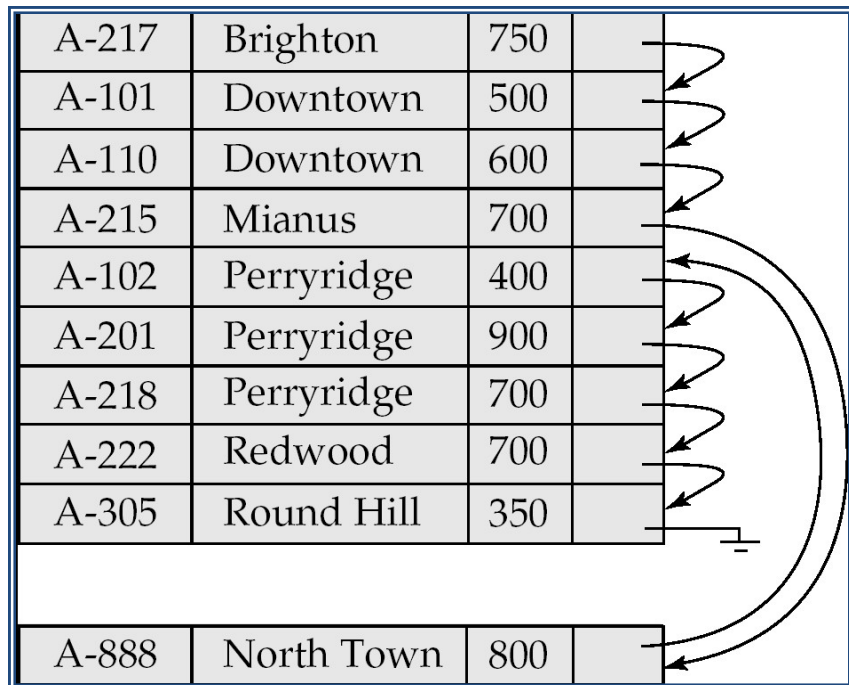 A-217 Brighton 750
A-101 Downtown 500
A-110 Downtown 600
A-215 Mianus 700
A-102 Perryridge 400
A-201 Perryridge 900
A-218 Perryridge 700
A-222 Redwood 700
A-305 Round Hill 350
A-888 North Town 800